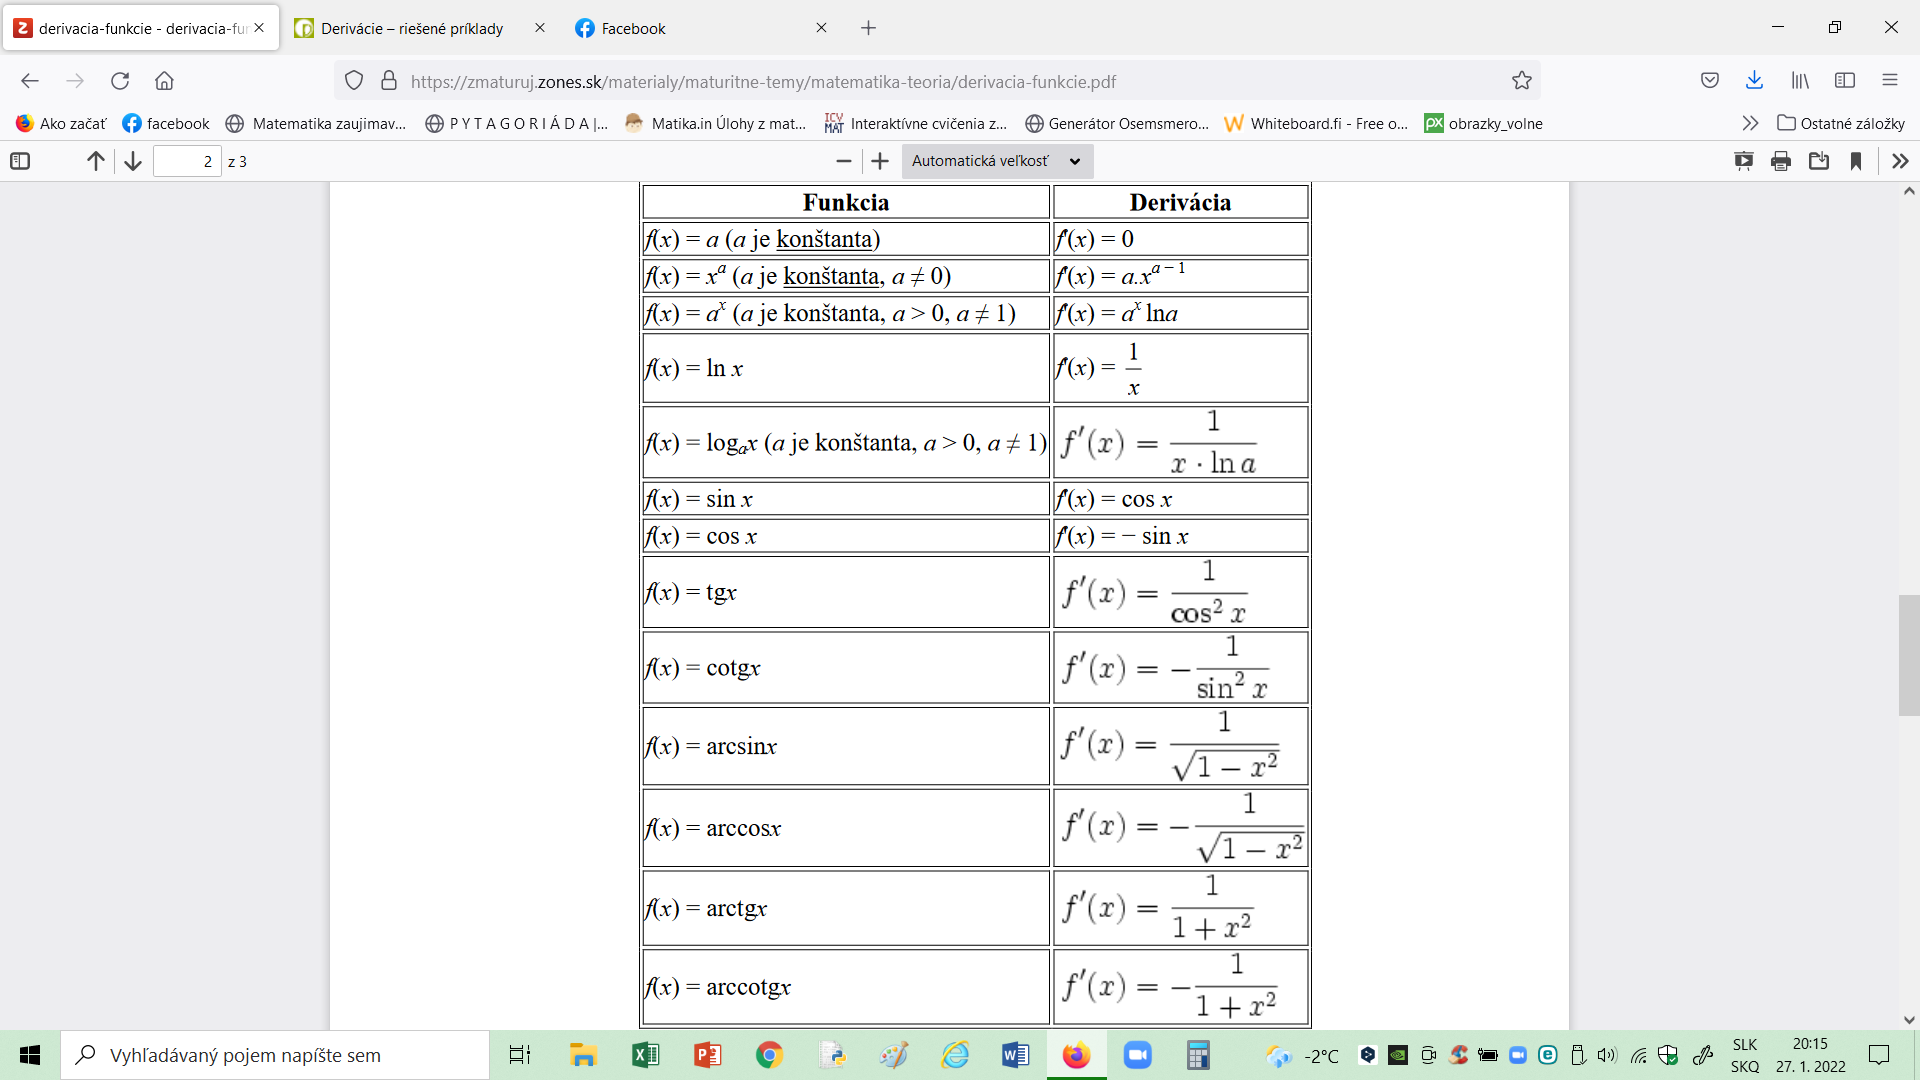 derivacia-funkcie - derivacia-fun
Derivácie – riešené príklady
Facebook
https://zmaturuj.zones.sk/materialy/maturitne-temy/matematika-teoria/derivacia-funkcie.pdf
Ako začať
facebook
Matematika zaujimav...
P Y T A G O R I Á D A |...
Matika.in Úlohy z mat...
ICV MAT
Interaktívne cvičenia z...
Generátor Osemsmero...
Whiteboard.fi - Free o...
px obrazky_volne
Ostatné záložky
2 z 3
Automatická veľkosť
Funkcia Derivácia
f(x) = a (a je konštanta) f'(x) = 0
f(x) = x^a (a je konštanta, a ≠ 0) f'(x) = a.x^{a − 1}
f(x) = a^x (a je konštanta, a > 0, a ≠ 1) f'(x) = a^x lna
f(x) = ln x f'(x) = 1/x
f(x) = log_a x (a je konštanta, a > 0, a ≠ 1) f'(x) = 1/(x · ln a)
f(x) = sin x f'(x) = cos x
f(x) = cos x f'(x) = − sin x
f(x) = tgx f'(x) = 1/cos² x
f(x) = cotgx f'(x) = −1/sin² x
f(x) = arcsinx f'(x) = 1/√(1 − x²)
f(x) = arccosx f'(x) = −1/√(1 − x²)
f(x) = arctgx f'(x) = 1/(1 + x²)
f(x) = arccotgx f'(x) = −1/(1 + x²)
Vyhľadávaný pojem napíšte sem
-2°C
SLK
SKQ
20:15
27. 1. 2022